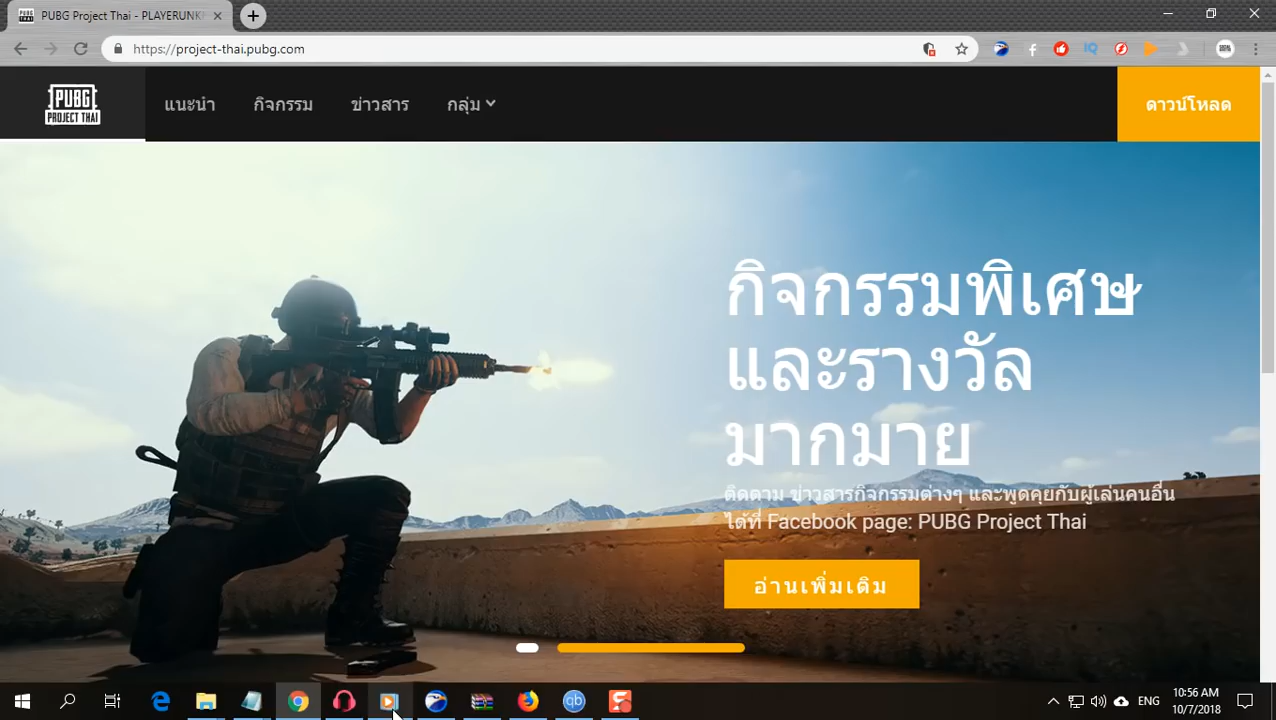 PUBG Project Thai - PLAYERUNK
https://project-thai.pubg.com
PUBG
PROJECT THAI
แนะนำ
กิจกรรม
ข่าวสาร
กลุ่ม
ดาวน์โหลด
กิจกรรมพิเศษ
และรางวัล
มากมาย
ติดตาม ข่าวสารกิจกรรมต่างๆ และพูดคุยกับผู้เล่นคนอื่น
ได้ที่ Facebook page: PUBG Project Thai
อ่านเพิ่มเติม
ENG
10:56 AM
10/7/2018